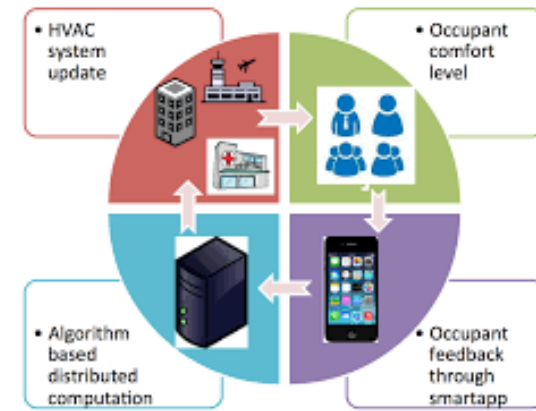 • HVAC
system
update
• Occupant
comfort
level
• Algorithm
based
distributed
computation
• Occupant
feedback
through
smartapp